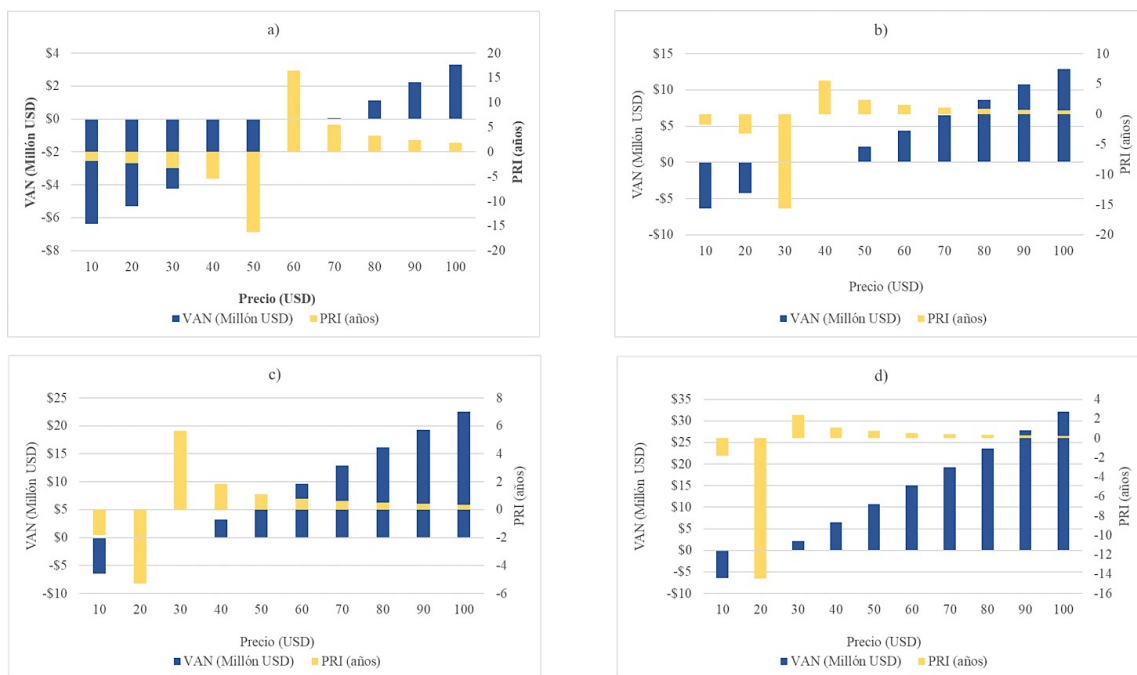 a)
$4
$2
$0
-$2
-$4
-$6
-$8
VAN (Millón USD)
20
15
10
5
0
-5
-10
-15
-20
PRI (años)
10 20 30 40 50 60 70 80 90 100
Precio (USD)
VAN (Millón USD) PRI (años)
b)
$15
$10
$5
$0
-$5
-$10
VAN (Millón USD)
10
5
0
-5
-10
-15
-20
PRI (años)
10 20 30 40 50 60 70 80 90 100
Precio (USD)
VAN (Millón USD) PRI (años)
c)
$25
$20
$15
$10
$5
$0
-$5
-$10
VAN (Millón USD)
8
6
4
2
0
-2
-4
-6
PRI (años)
10 20 30 40 50 60 70 80 90 100
Precio (USD)
VAN (Millón USD) PRI (años)
d)
$35
$30
$25
$20
$15
$10
$5
$0
-$5
-$10
VAN (Millón USD)
4
2
0
-2
-4
-6
-8
-10
-12
-14
-16
PRI (años)
10 20 30 40 50 60 70 80 90 100
Precio (USD)
VAN (Millón USD) PRI (años)